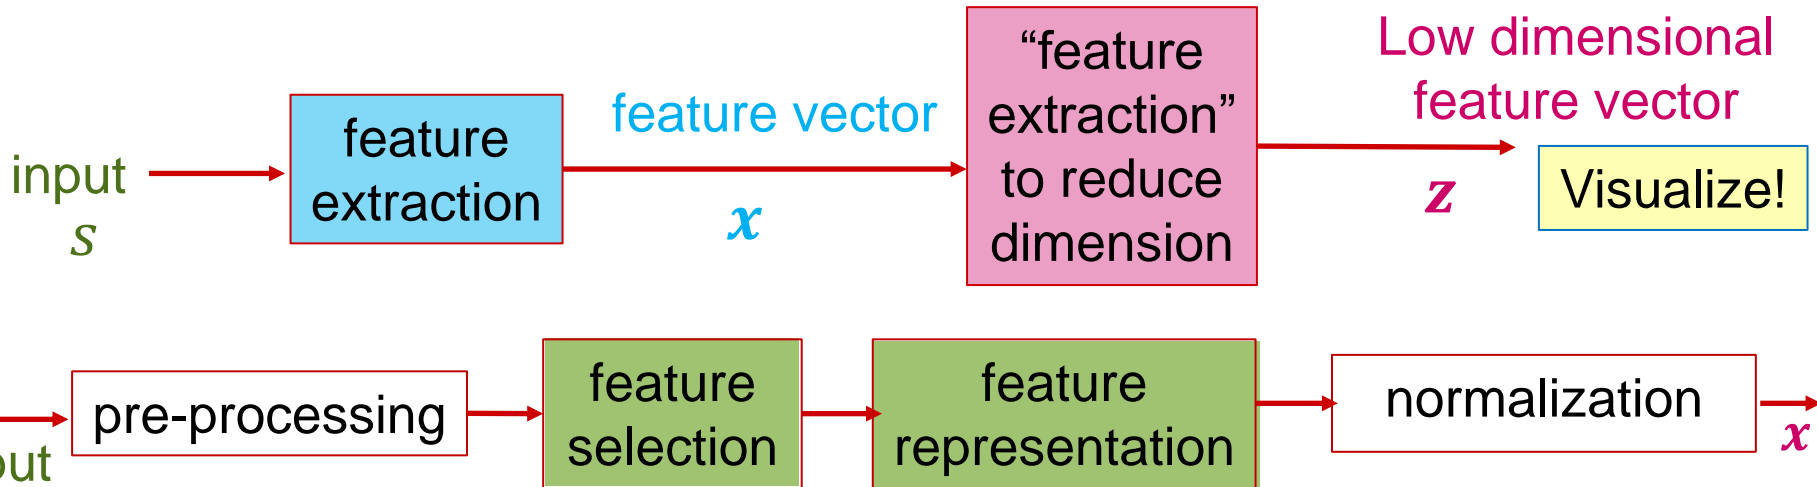 input
s
feature
extraction
feature vector
x
“feature
extraction”
to reduce
dimension
Low dimensional
feature vector
z
Visualize!
pre-processing
feature
selection
feature
representation
normalization
x